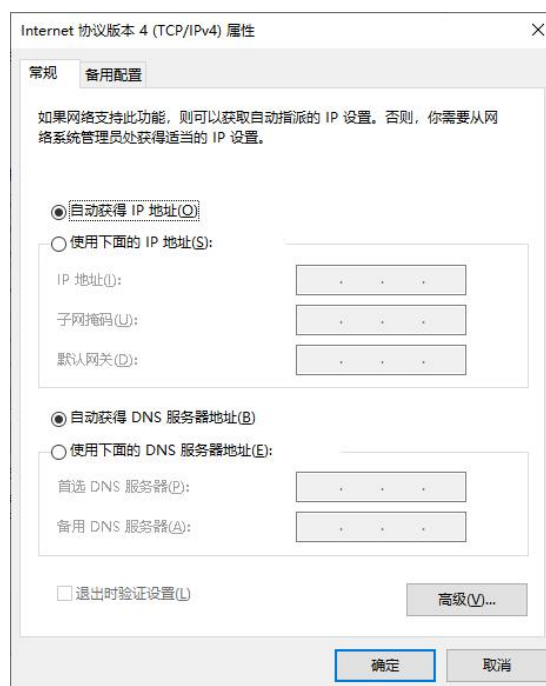 Internet 协议版本 4 (TCP/IPv4) 属性
常规 备用配置
如果网络支持此功能，则可以获取自动指派的 IP 设置。否则，你需要从网
络系统管理员处获得适当的 IP 设置。
自动获得 IP 地址(O)
使用下面的 IP 地址(S):
IP 地址(I):
子网掩码(U):
默认网关(D):
自动获得 DNS 服务器地址(B)
使用下面的 DNS 服务器地址(E):
首选 DNS 服务器(P):
备用 DNS 服务器(A):
退出时验证设置(L)
高级(V)...
确定 取消